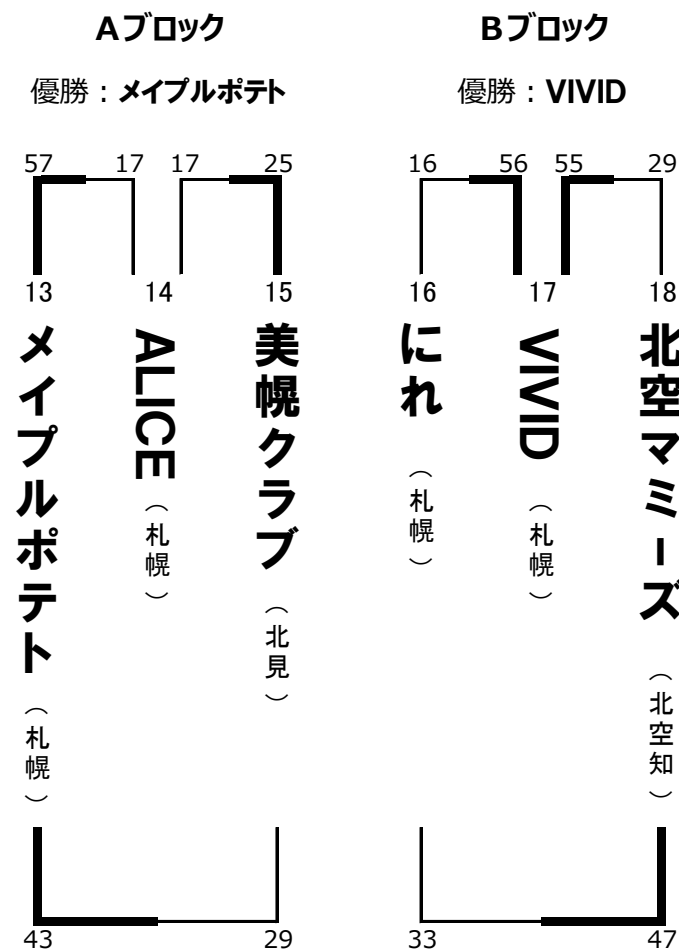 Aブロック
優勝：メイプルポテト
57 17 17 25
13 14 15
メイプルポテト（札幌）
ALICE（札幌）
美幌クラブ（北見）
43 29
Bブロック
優勝：VIVID
16 56 55 29
16 17 18
にれ（札幌）
VIVID（札幌）
北空マミーズ（北空知）
33 47